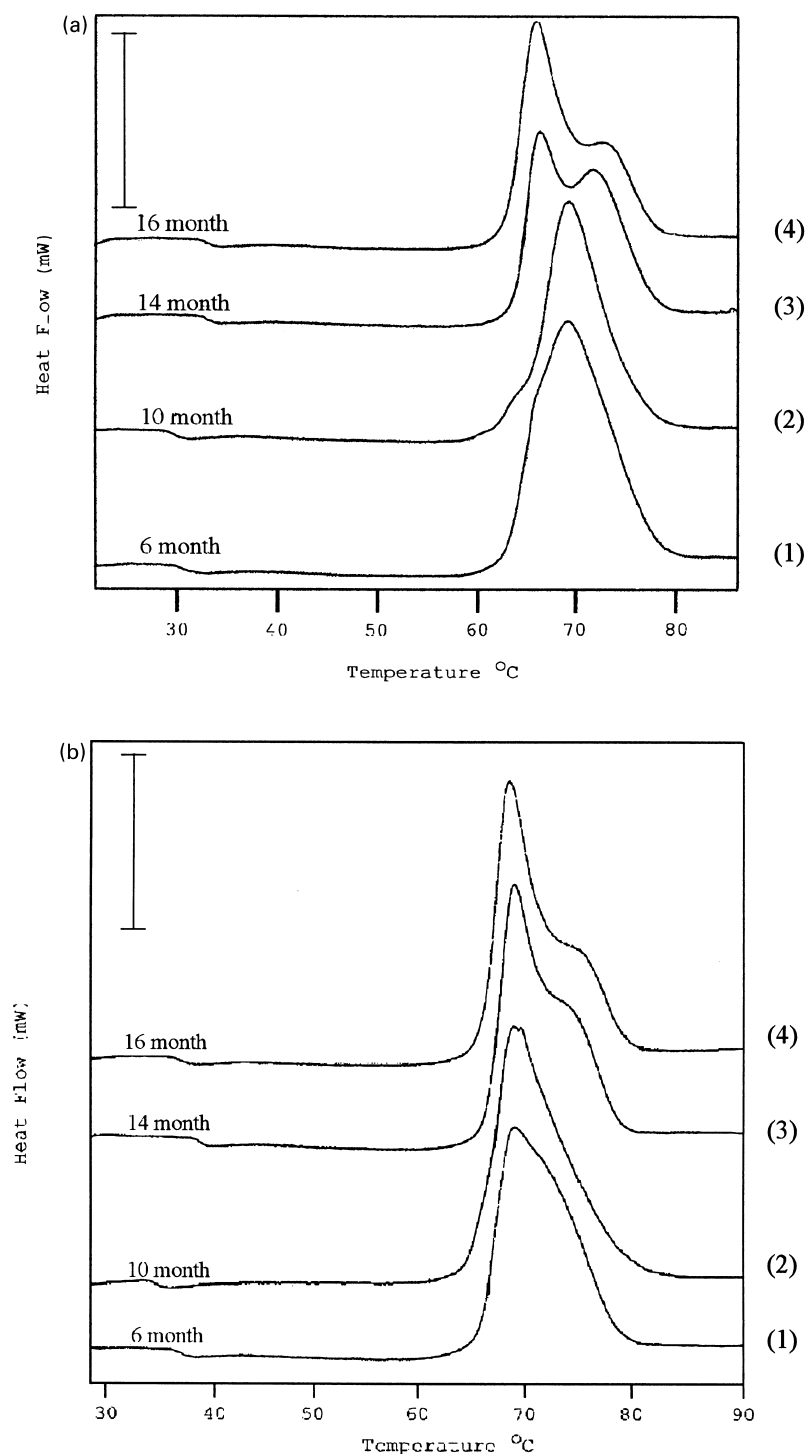 (a)
16 month
(4)
14 month
(3)
Heat Flow (mW)
10 month
(2)
6 month
(1)
30 40 50 60 70 80
Temperature °C
(b)
16 month
(4)
14 month
(3)
Heat Flow (mW)
10 month
(2)
6 month
(1)
30 40 50 60 70 80 90
Temperature °C